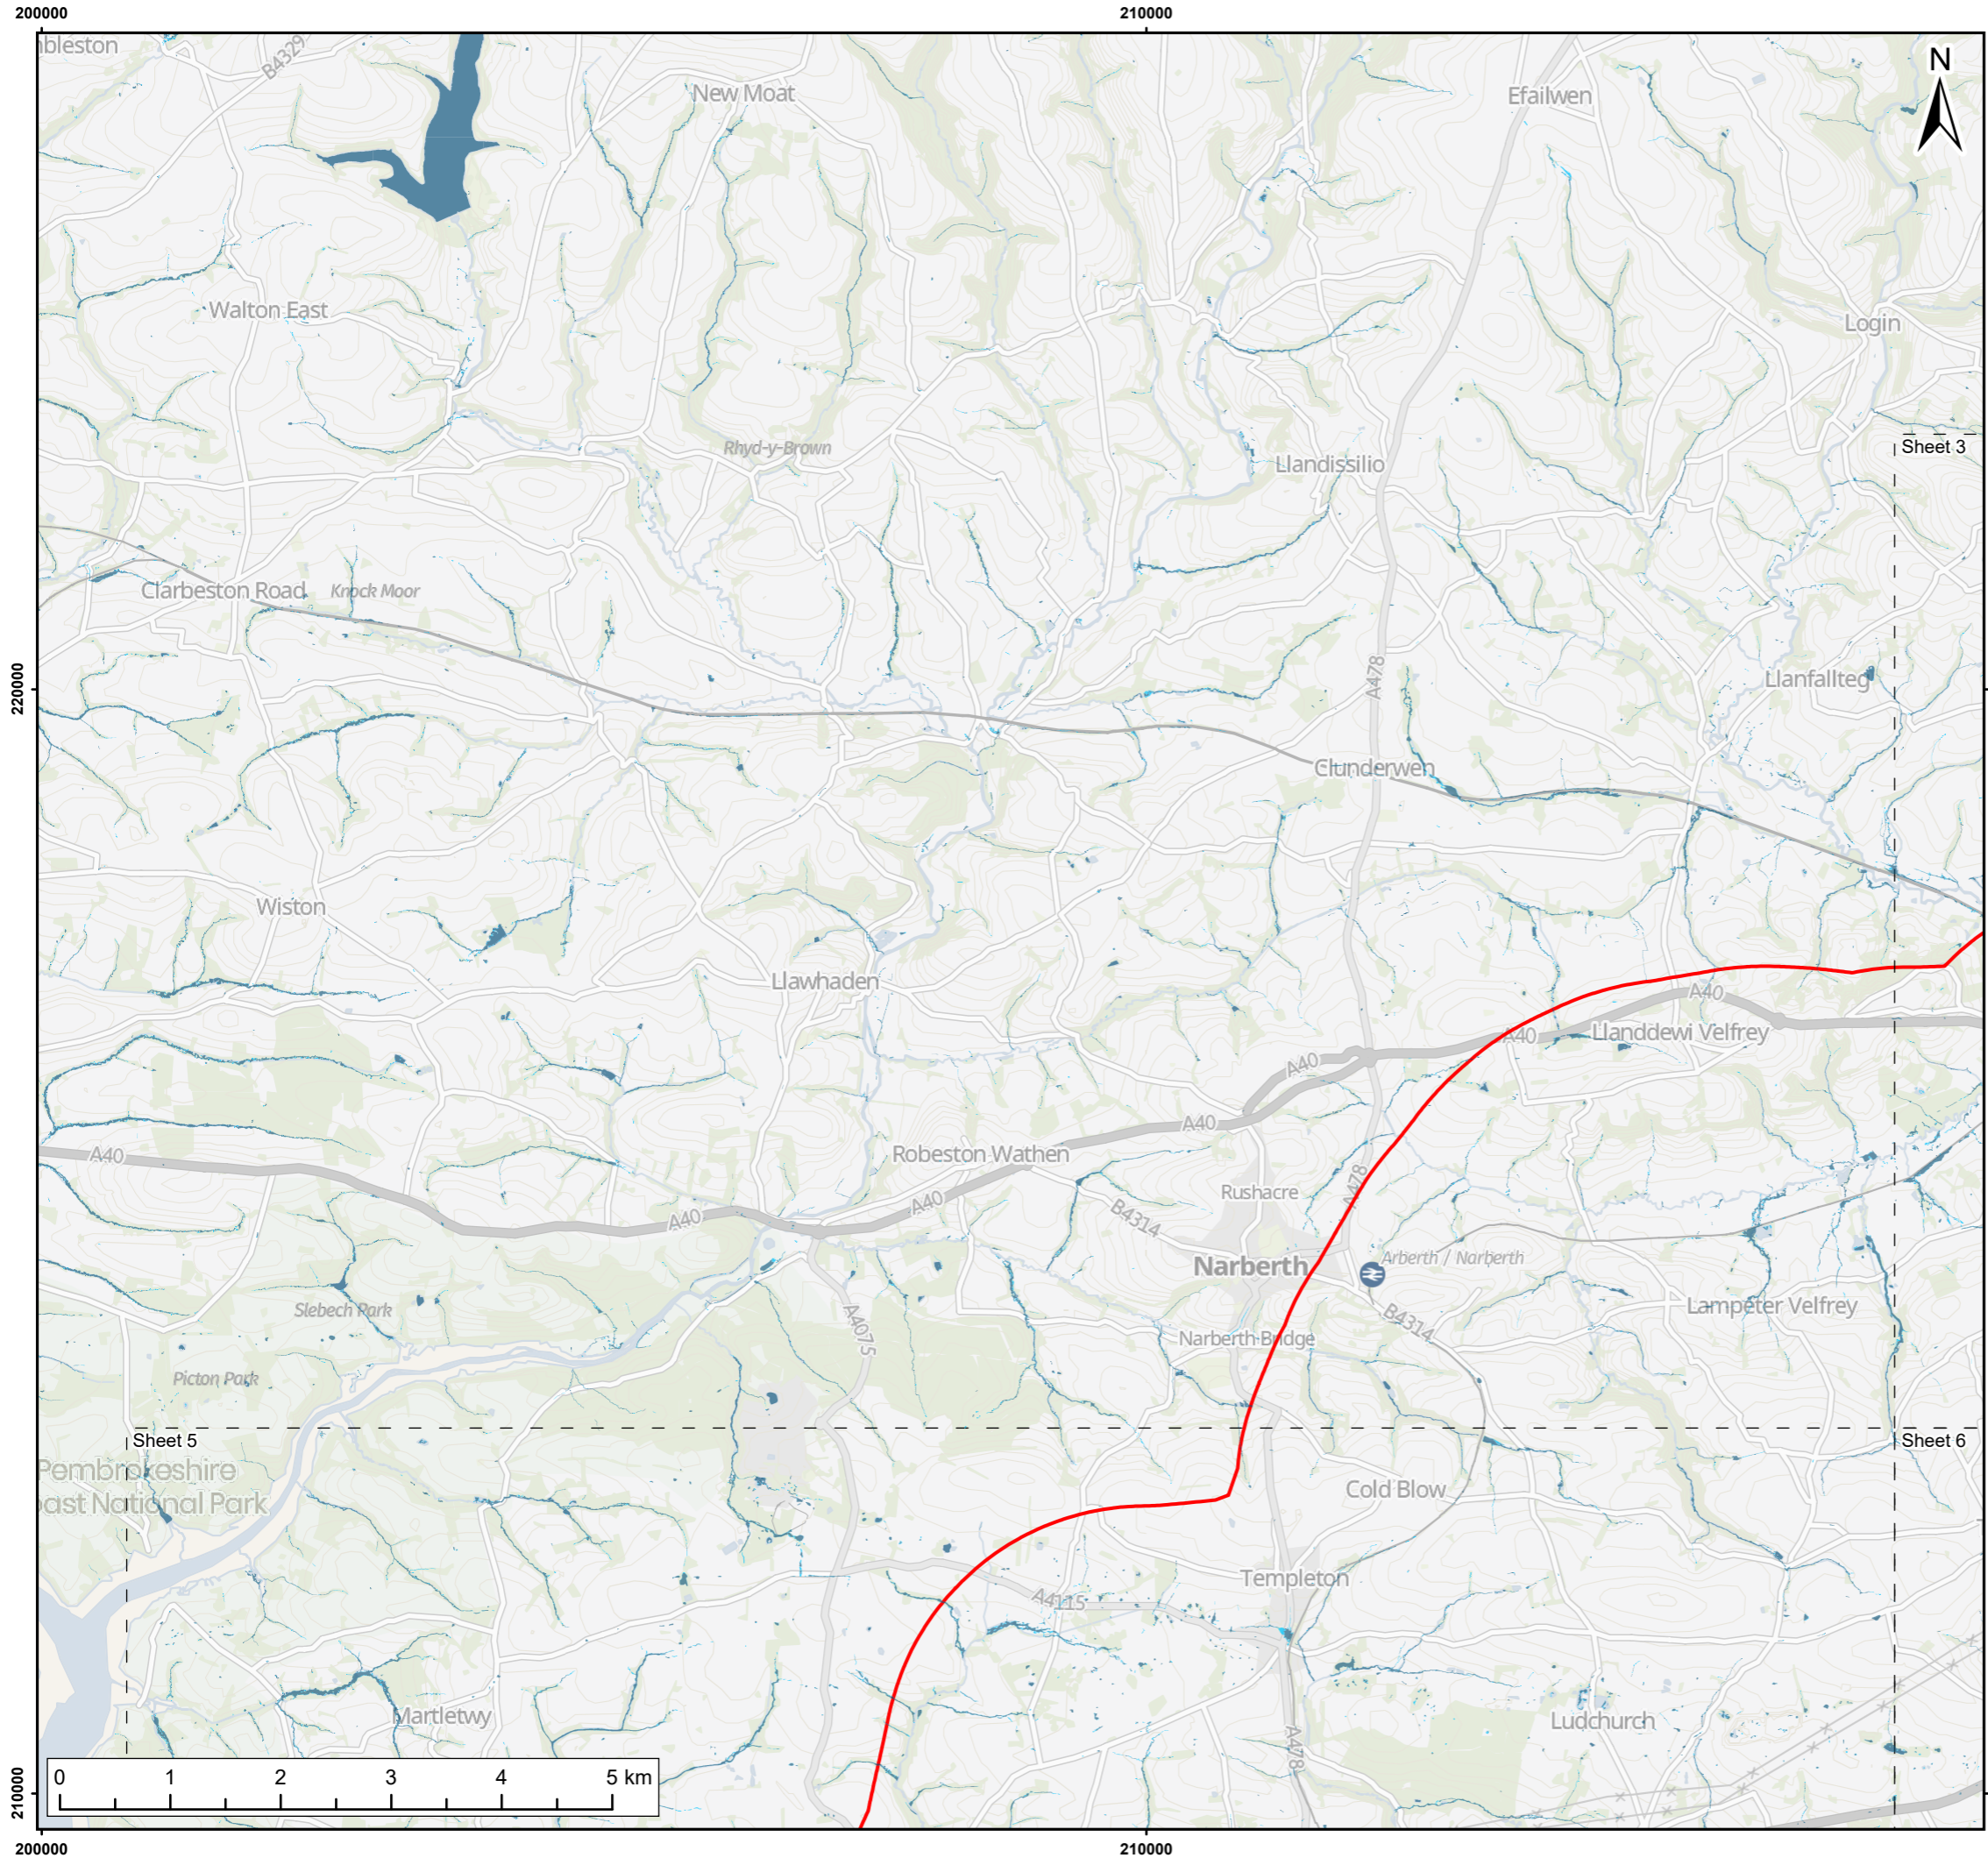 200000
210000
bleston
B4329
New Moat
Efailwen
N
Walton East
Login
Rhyd-y-Brown
Sheet 3
Llandissilio
Clarbeston Road
Knock Moor
220000
A478
Llanfallteg
Clunderwen
Wiston
Llawhaden
A40
A40
Llanddewi Velfrey
A40
A40
A40
Robeston Wathen
Rushacre
A478
A40
A40
B4314
Narberth
Arberth / Narberth
Slebech Park
A4075
Lampeter Velfrey
B4314
Narberth Bridge
Picton Park
Sheet 5
Sheet 6
Pembrokeshire
oast National Park
Cold Blow
Templeton
A4115
Martletwy
Ludchurch
A478
0 1 2 3 4 5 km
210000
200000
210000